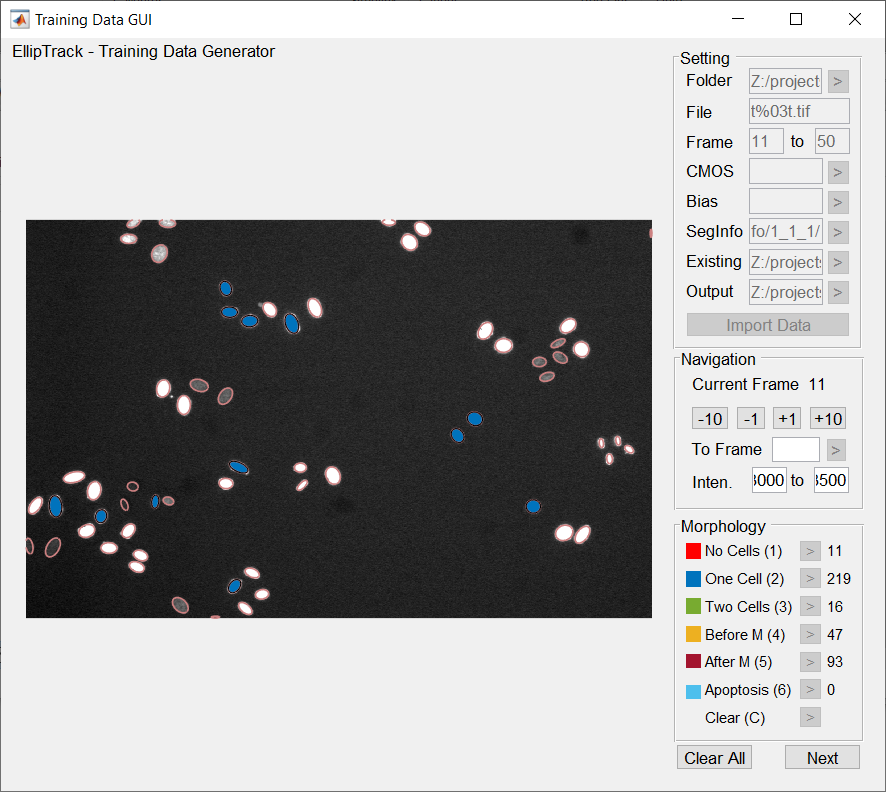 Training Data GUI
EllipTrack - Training Data Generator
Setting
Folder Z:/project >
File t%03t.tif
Frame 11 to 50
CMOS >
Bias >
SegInfo fo/1_1_1/ >
Existing Z:/projects >
Output Z:/projects >
Import Data
Navigation
Current Frame 11
-10 -1 +1 +10
To Frame >
Inten. 3000 to 3500
Morphology
No Cells (1) > 11
One Cell (2) > 219
Two Cells (3) > 16
Before M (4) > 47
After M (5) > 93
Apoptosis (6) > 0
Clear (C) >
Clear All Next